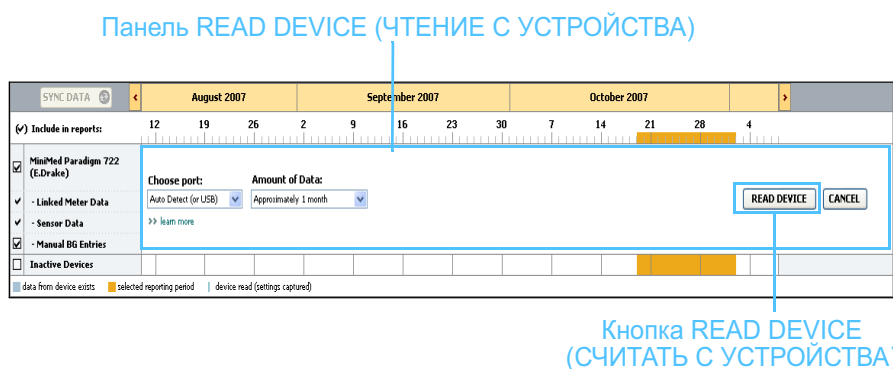 Панель READ DEVICE (ЧТЕНИЕ С УСТРОЙСТВА)
SYNC DATA August 2007 September 2007 October 2007
(✔) Include in reports: 12 19 26 2 9 16 23 30 7 14 21 28 4
MiniMed Paradigm 722
(E.Drake)
Choose port: Amount of Data:
- Linked Meter Data Auto Detect (or USB) Approximately 1 month READ DEVICE CANCEL
- Sensor Data >> learn more
- Manual BG Entries
Inactive Devices
data from device exists selected reporting period device read (settings captured)
Кнопка READ DEVICE
(СЧИТАТЬ С УСТРОЙСТВА)